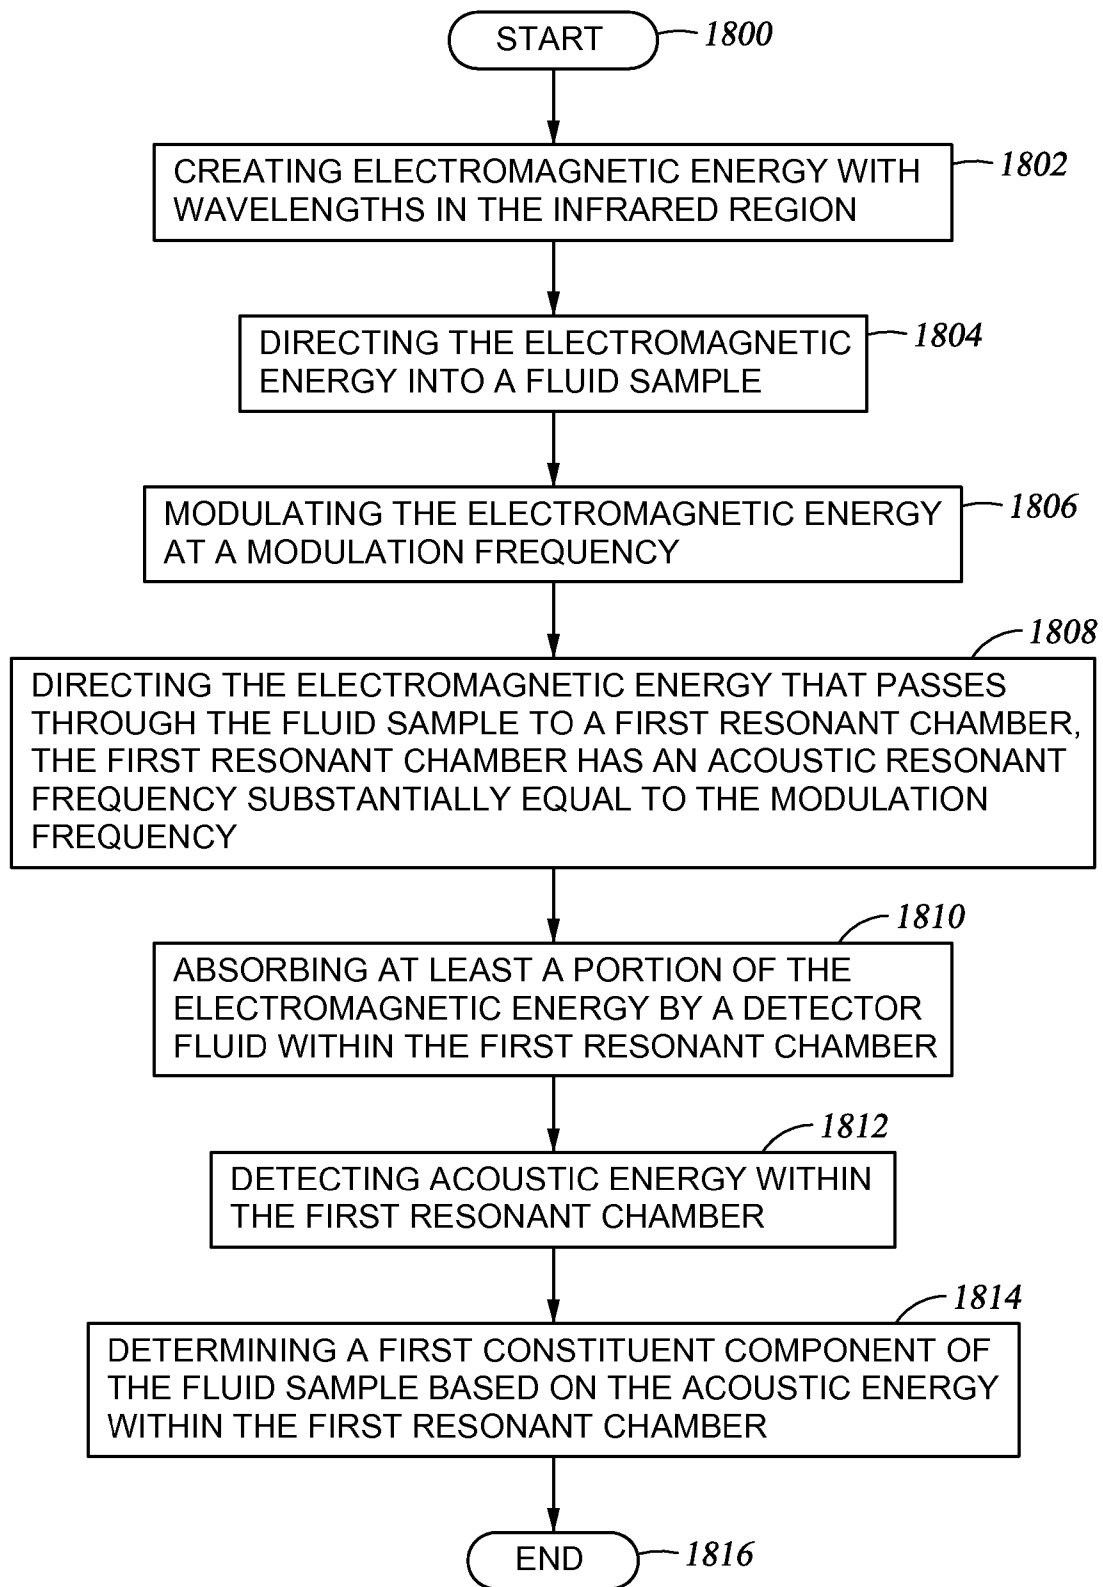 START
1800
CREATING ELECTROMAGNETIC ENERGY WITH
WAVELENGTHS IN THE INFRARED REGION
1802
DIRECTING THE ELECTROMAGNETIC
ENERGY INTO A FLUID SAMPLE
1804
MODULATING THE ELECTROMAGNETIC ENERGY
AT A MODULATION FREQUENCY
1806
1808
DIRECTING THE ELECTROMAGNETIC ENERGY THAT PASSES
THROUGH THE FLUID SAMPLE TO A FIRST RESONANT CHAMBER,
THE FIRST RESONANT CHAMBER HAS AN ACOUSTIC RESONANT
FREQUENCY SUBSTANTIALLY EQUAL TO THE MODULATION
FREQUENCY
1810
ABSORBING AT LEAST A PORTION OF THE
ELECTROMAGNETIC ENERGY BY A DETECTOR
FLUID WITHIN THE FIRST RESONANT CHAMBER
1812
DETECTING ACOUSTIC ENERGY WITHIN
THE FIRST RESONANT CHAMBER
1814
DETERMINING A FIRST CONSTITUENT COMPONENT OF
THE FLUID SAMPLE BASED ON THE ACOUSTIC ENERGY
WITHIN THE FIRST RESONANT CHAMBER
END
1816